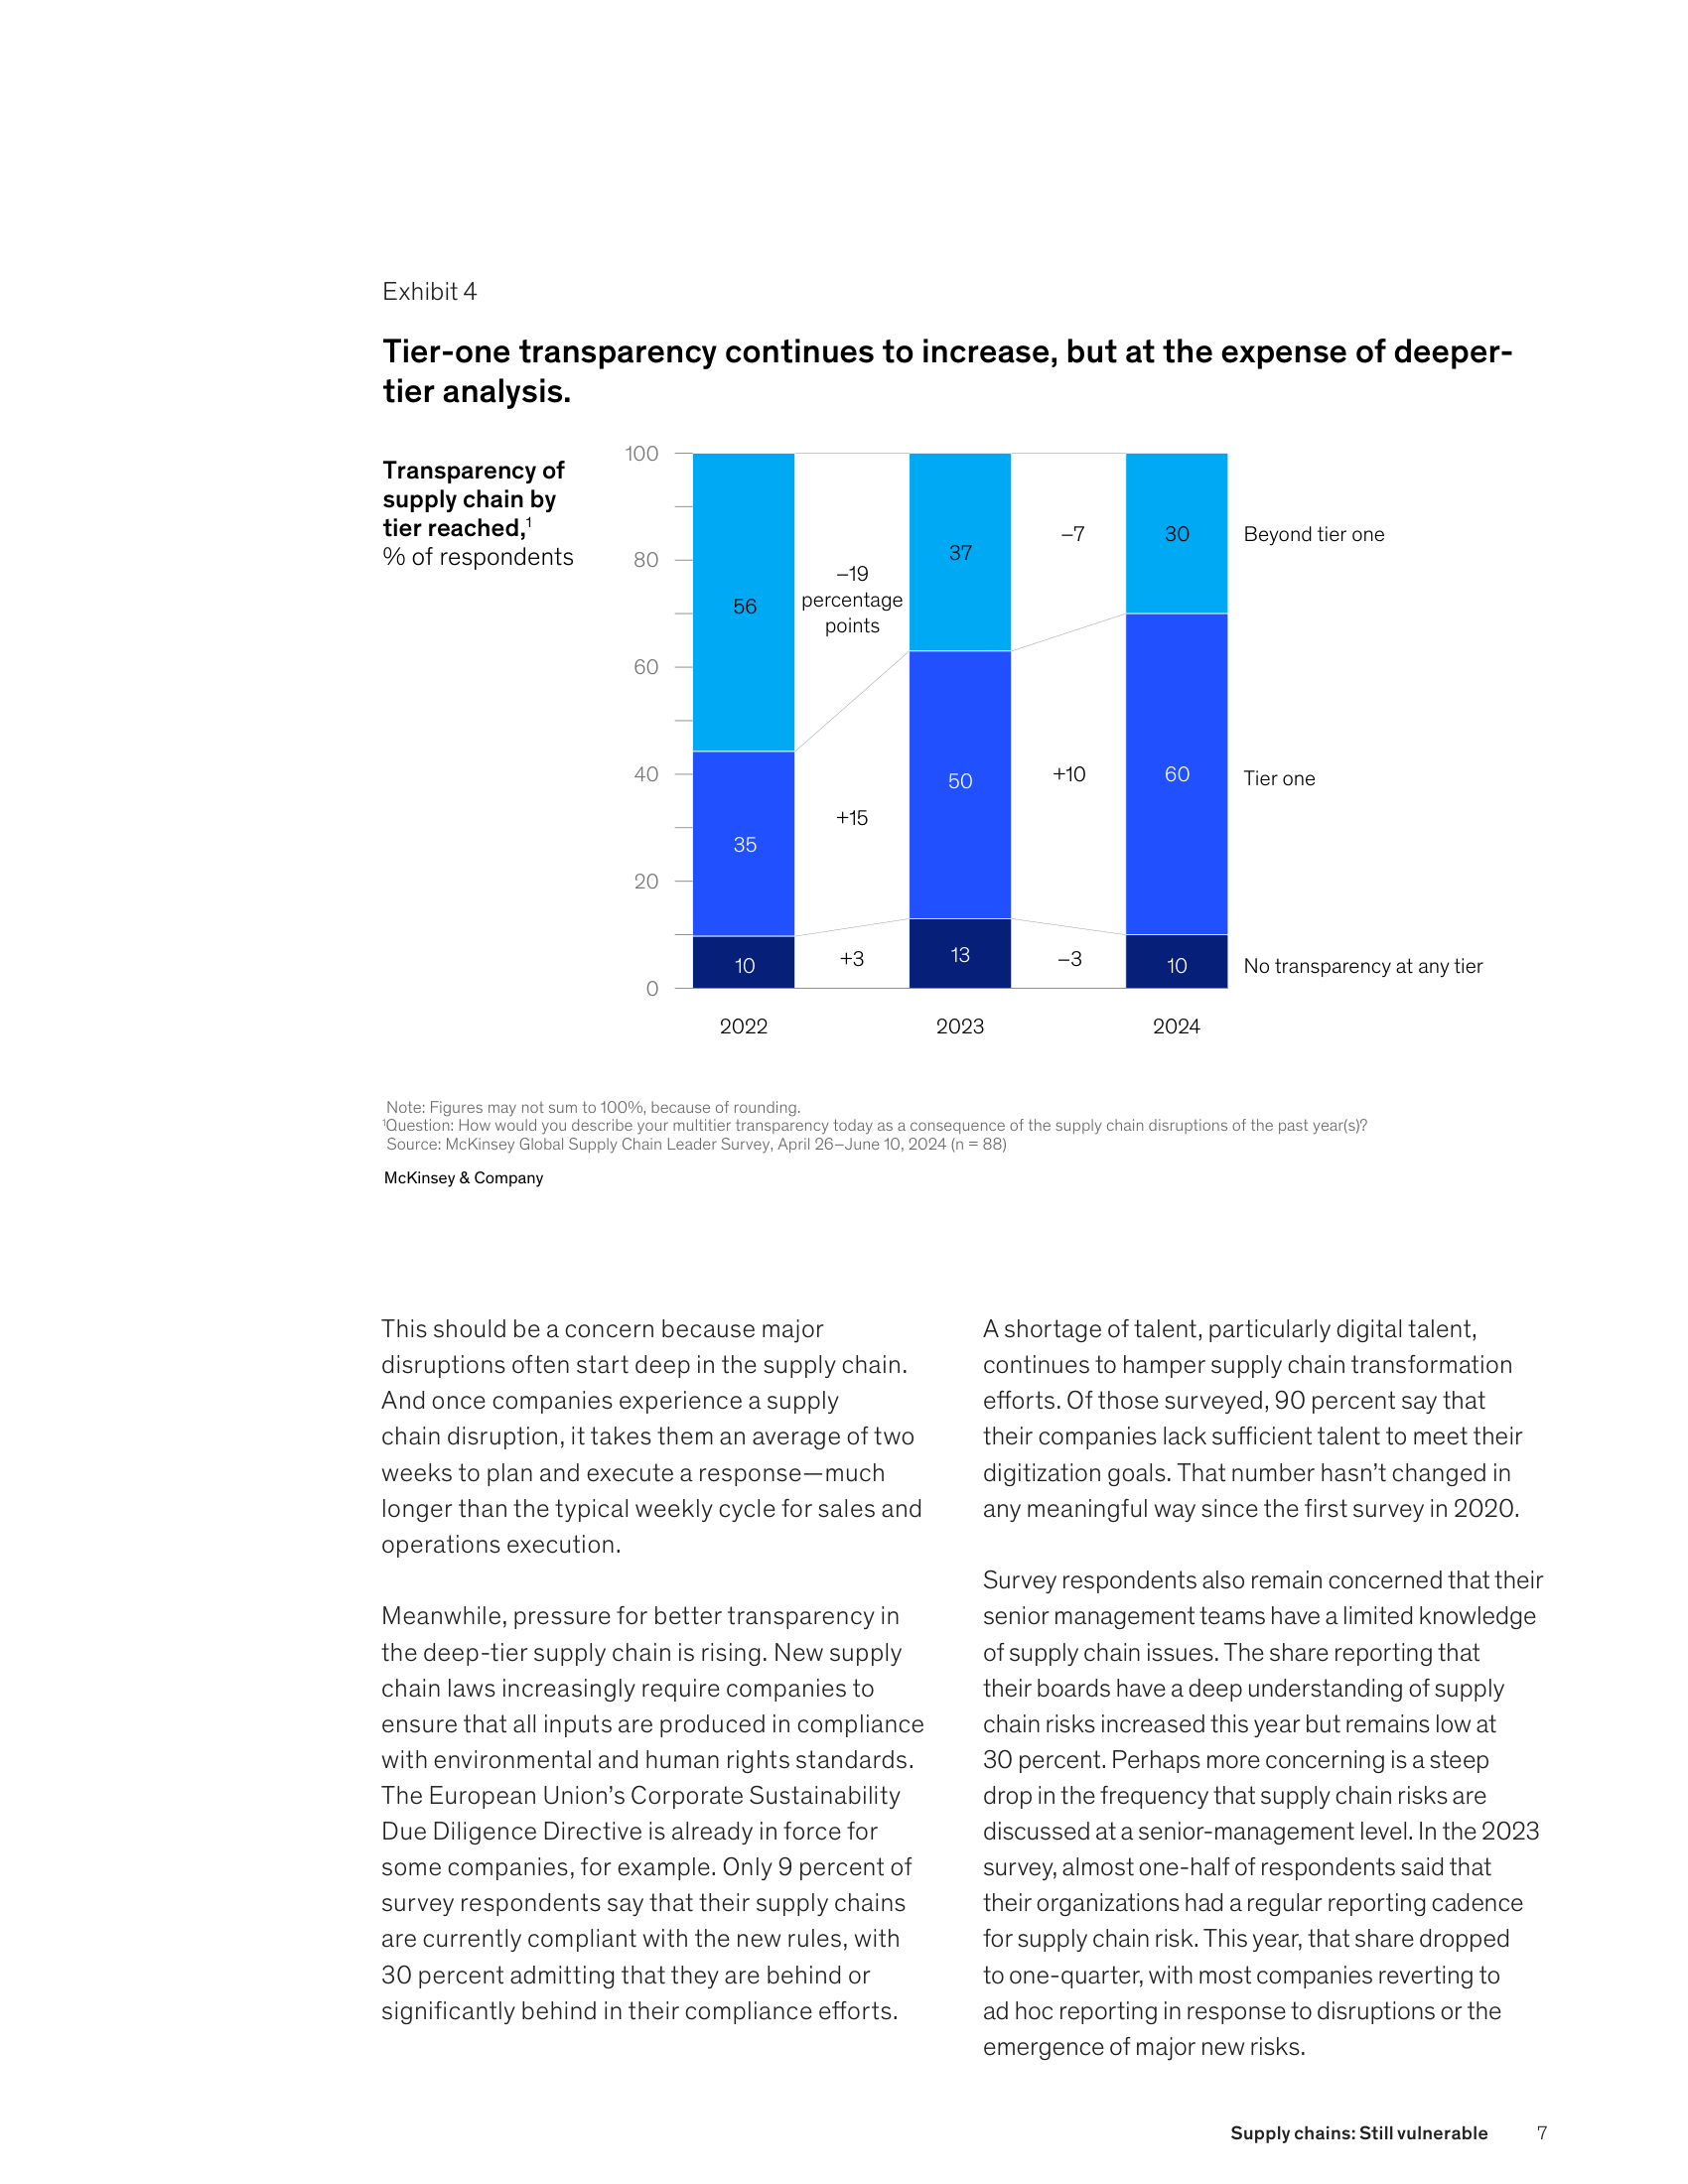 Exhibit 4
Tier-one transparency continues to increase, but at the expense of deeper-
tier analysis.
Transparency of
supply chain by
tier reached,¹
% of respondents
100
80
60
40
20
0
56
35
10
–19
percentage
points
+15
+3
37
50
13
–7
+10
–3
30
60
10
Beyond tier one
Tier one
No transparency at any tier
2022
2023
2024
Note: Figures may not sum to 100%, because of rounding.
¹Question: How would you describe your multitier transparency today as a consequence of the supply chain disruptions of the past year(s)?
Source: McKinsey Global Supply Chain Leader Survey, April 26–June 10, 2024 (n = 88)
McKinsey & Company
This should be a concern because major
disruptions often start deep in the supply chain.
And once companies experience a supply
chain disruption, it takes them an average of two
weeks to plan and execute a response—much
longer than the typical weekly cycle for sales and
operations execution.
Meanwhile, pressure for better transparency in
the deep-tier supply chain is rising. New supply
chain laws increasingly require companies to
ensure that all inputs are produced in compliance
with environmental and human rights standards.
The European Union’s Corporate Sustainability
Due Diligence Directive is already in force for
some companies, for example. Only 9 percent of
survey respondents say that their supply chains
are currently compliant with the new rules, with
30 percent admitting that they are behind or
significantly behind in their compliance efforts.
A shortage of talent, particularly digital talent,
continues to hamper supply chain transformation
efforts. Of those surveyed, 90 percent say that
their companies lack sufficient talent to meet their
digitization goals. That number hasn’t changed in
any meaningful way since the first survey in 2020.
Survey respondents also remain concerned that their
senior management teams have a limited knowledge
of supply chain issues. The share reporting that
their boards have a deep understanding of supply
chain risks increased this year but remains low at
30 percent. Perhaps more concerning is a steep
drop in the frequency that supply chain risks are
discussed at a senior-management level. In the 2023
survey, almost one-half of respondents said that
their organizations had a regular reporting cadence
for supply chain risk. This year, that share dropped
to one-quarter, with most companies reverting to
ad hoc reporting in response to disruptions or the
emergence of major new risks.
Supply chains: Still vulnerable 7